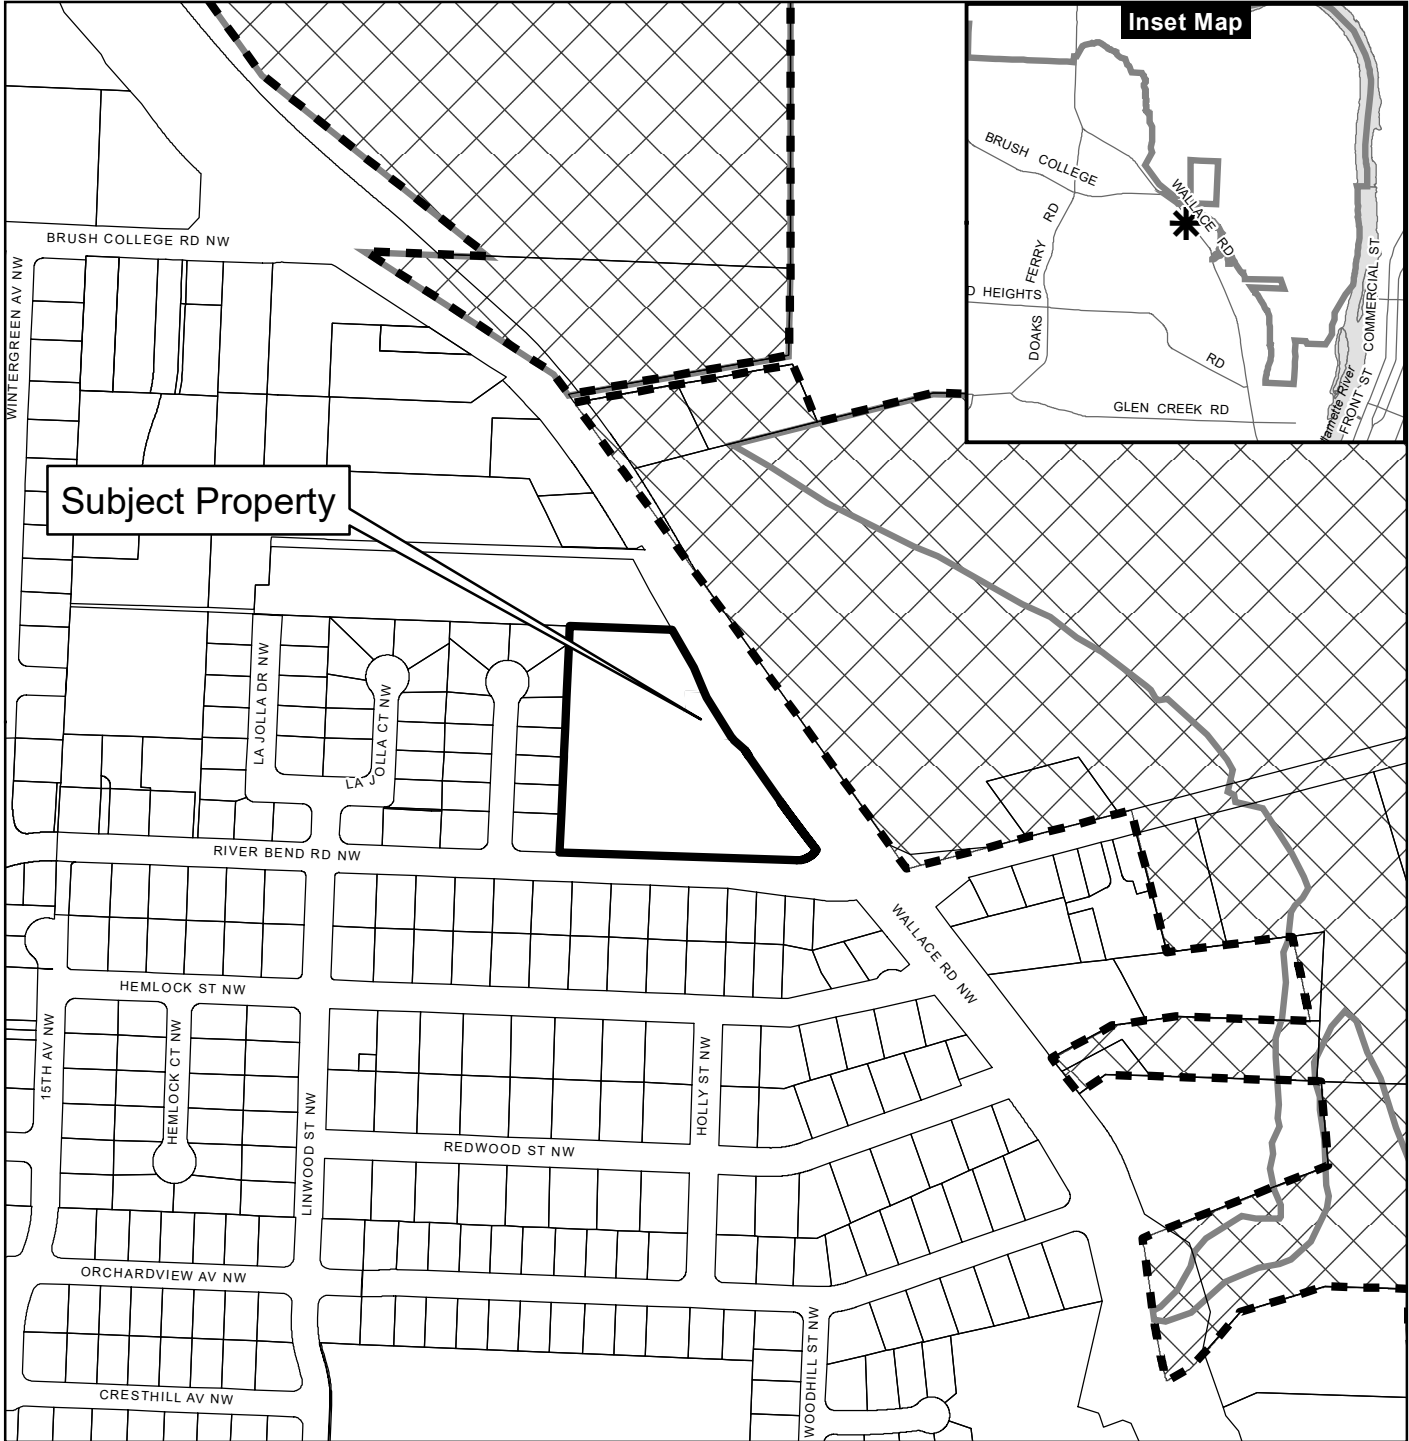 Inset Map
BRUSH COLLEGE
WALLACE RD
FERRY RD
DOAKS
D HEIGHTS
RD
GLEN CREEK RD
COMMERCIAL ST
FRONT ST
lamette River
BRUSH COLLEGE RD NW
WINTERGREEN AV NW
Subject Property
LA JOLLA DR NW
LA JOLLA CT NW
RIVER BEND RD NW
WALLACE RD NW
HEMLOCK ST NW
15TH AV NW
HEMLOCK CT NW
LINWOOD ST NW
HOLLY ST NW
REDWOOD ST NW
ORCHARDVIEW AV NW
WOODHILL ST NW
CRESTHILL AV NW